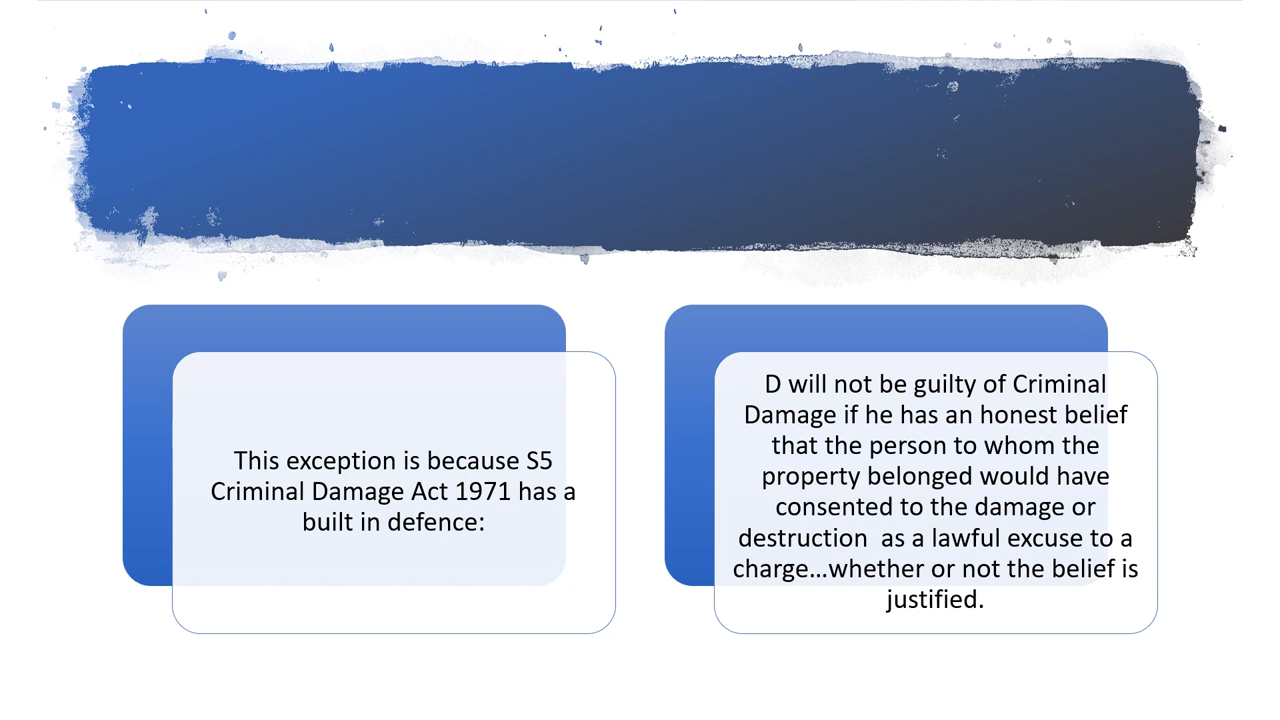 This exception is because S5
Criminal Damage Act 1971 has a
built in defence:
D will not be guilty of Criminal
Damage if he has an honest belief
that the person to whom the
property belonged would have
consented to the damage or
destruction  as a lawful excuse to a
charge…whether or not the belief is
justified.